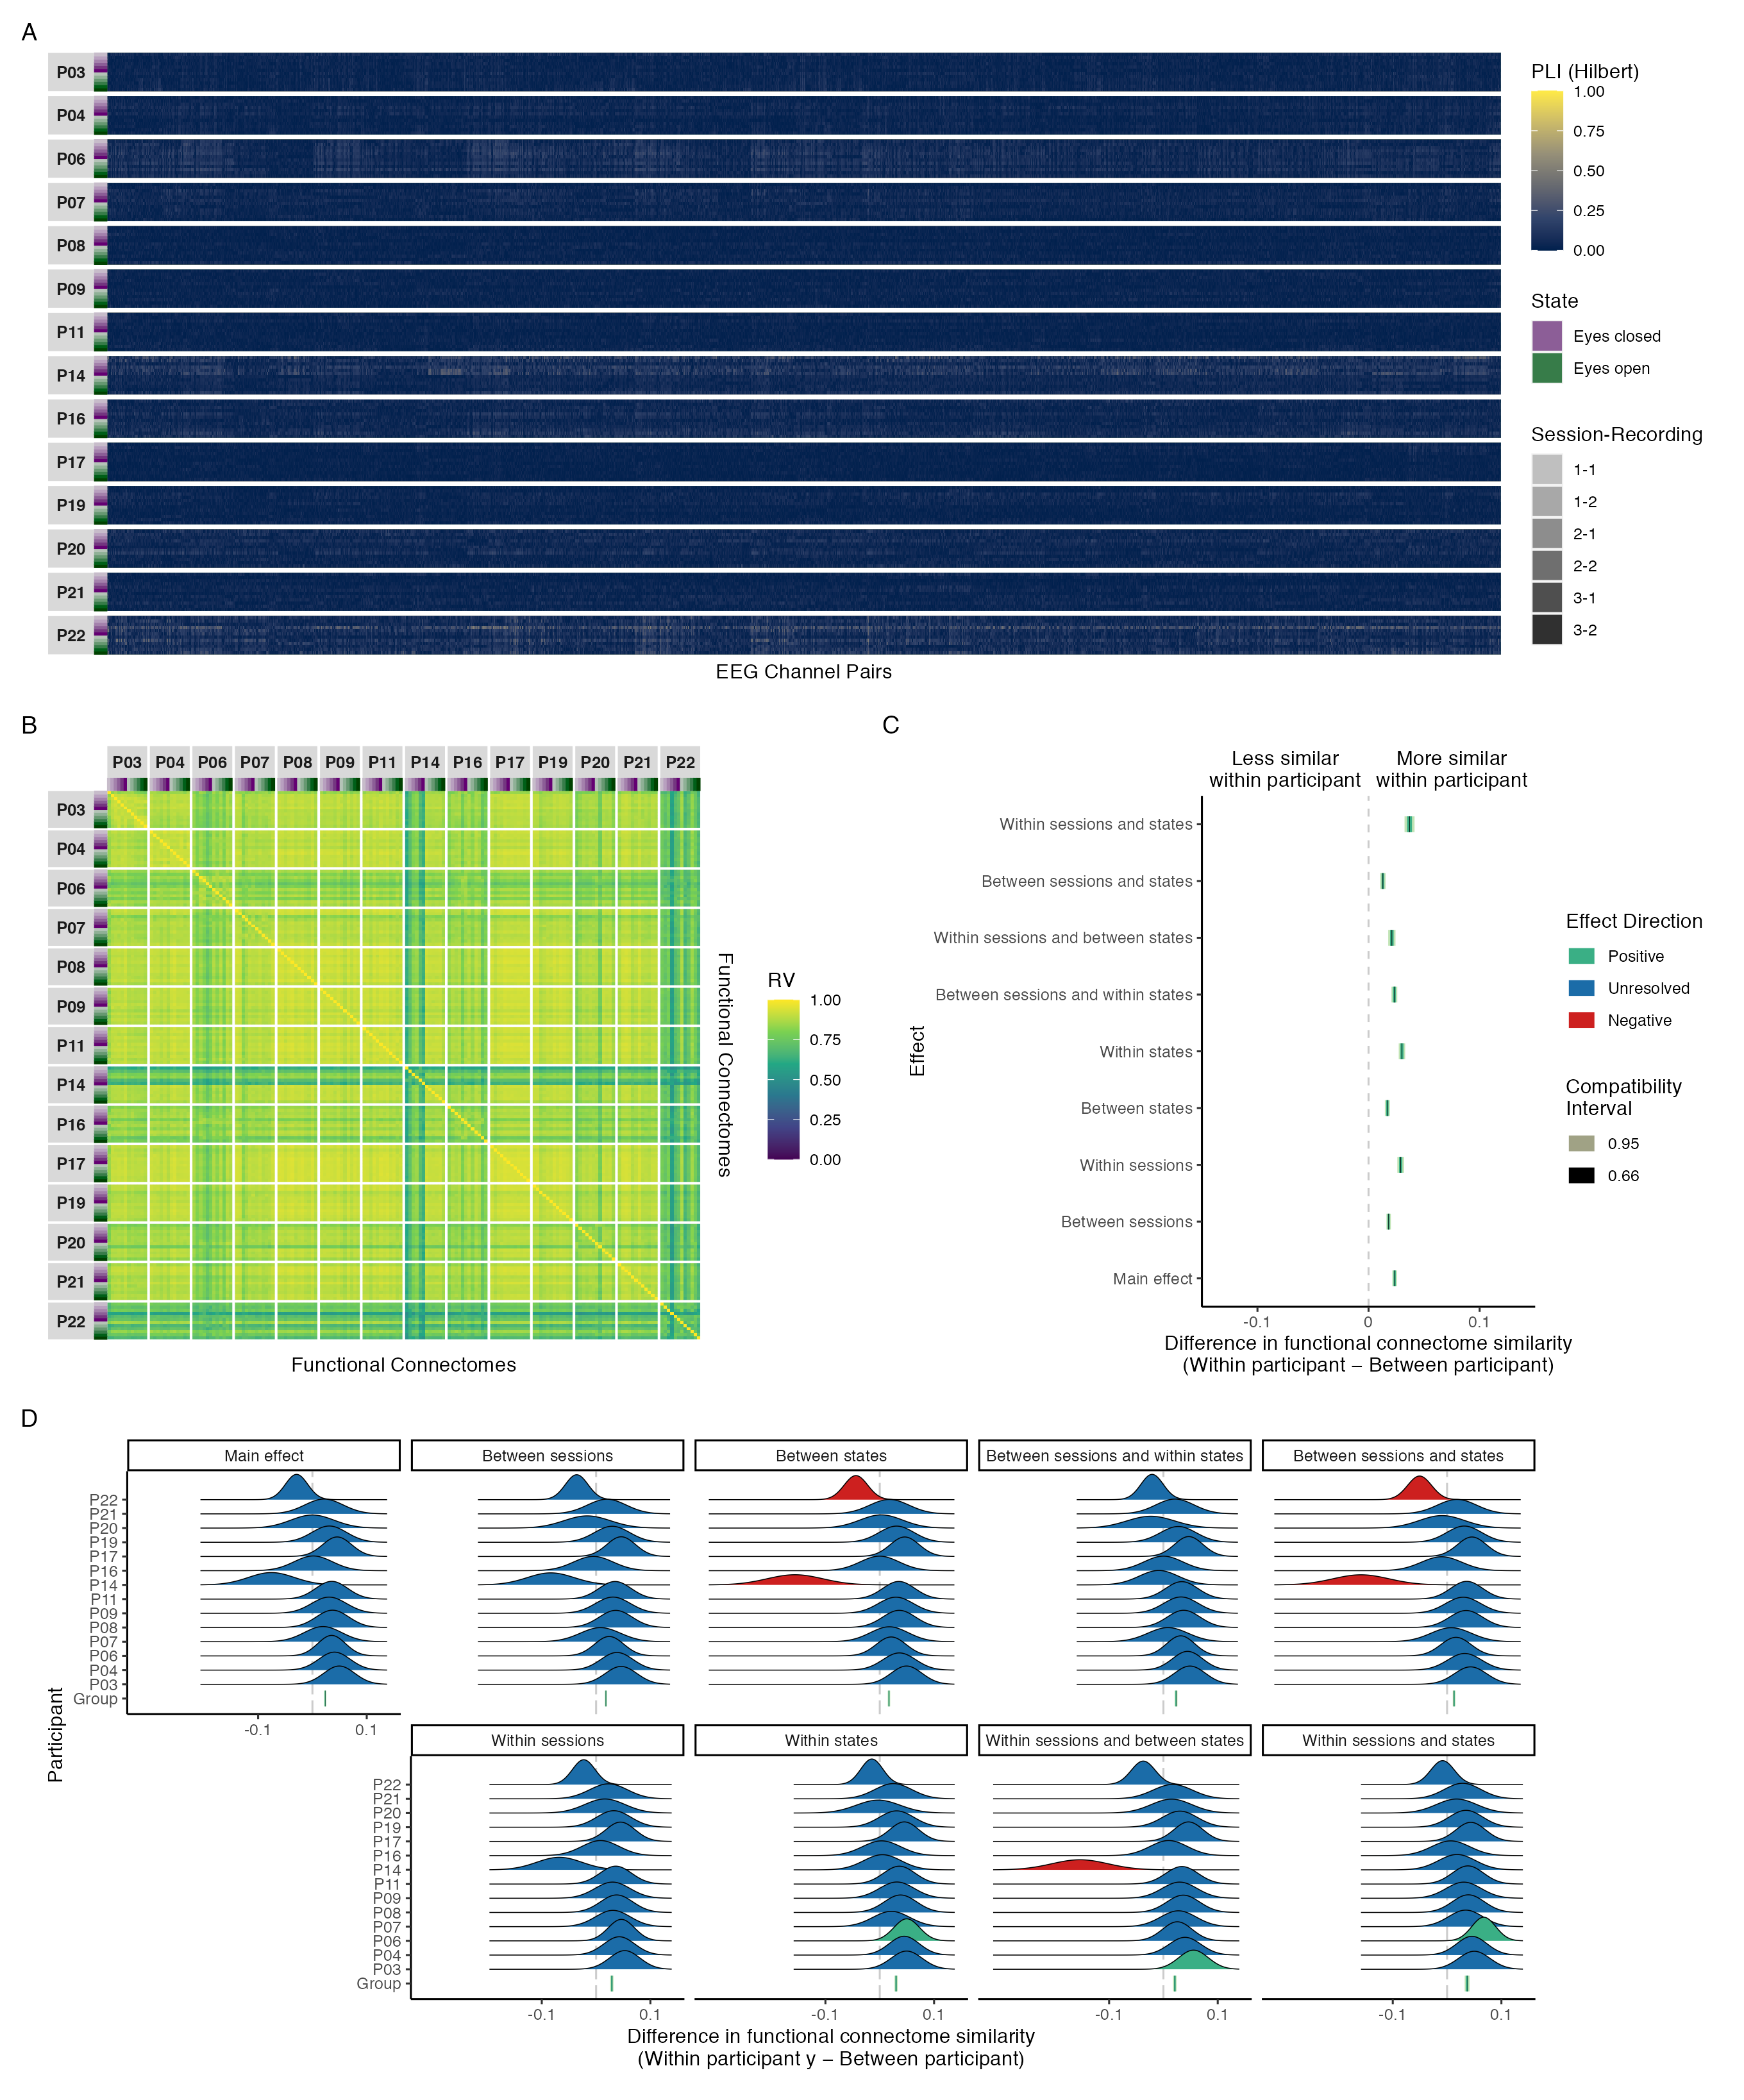 A
P03
P04
P06
P07
P08
P09
P11
P14
P16
P17
P19
P20
P21
P22
EEG Channel Pairs
PLI (Hilbert)
1.00
0.75
0.50
0.25
0.00
State
Eyes closed
Eyes open
Session-Recording
1-1
1-2
2-1
2-2
3-1
3-2
B
P03 P04 P06 P07 P08 P09 P11 P14 P16 P17 P19 P20 P21 P22
P03
P04
P06
P07
P08
P09
P11
P14
P16
P17
P19
P20
P21
P22
Functional Connectomes
Functional Connectomes
RV
1.00
0.75
0.50
0.25
0.00
C
Less similar
within participant
More similar
within participant
Effect
Within sessions and states
Between sessions and states
Within sessions and between states
Between sessions and within states
Within states
Between states
Within sessions
Between sessions
Main effect
-0.1 0 0.1
Difference in functional connectome similarity
(Within participant − Between participant)
Effect Direction
Positive
Unresolved
Negative
Compatibility
Interval
0.95
0.66
D
Main effect
Between sessions
Between states
Between sessions and within states
Between sessions and states
Participant
P22
P21
P20
P19
P17
P16
P14
P11
P09
P08
P07
P06
P04
P03
Group
-0.1 0.1
Within sessions
Within states
Within sessions and between states
Within sessions and states
P22
P21
P20
P19
P17
P16
P14
P11
P09
P08
P07
P06
P04
P03
Group
-0.1 0.1
-0.1 0.1
-0.1 0.1
-0.1 0.1
Difference in functional connectome similarity
(Within participant y − Between participant)